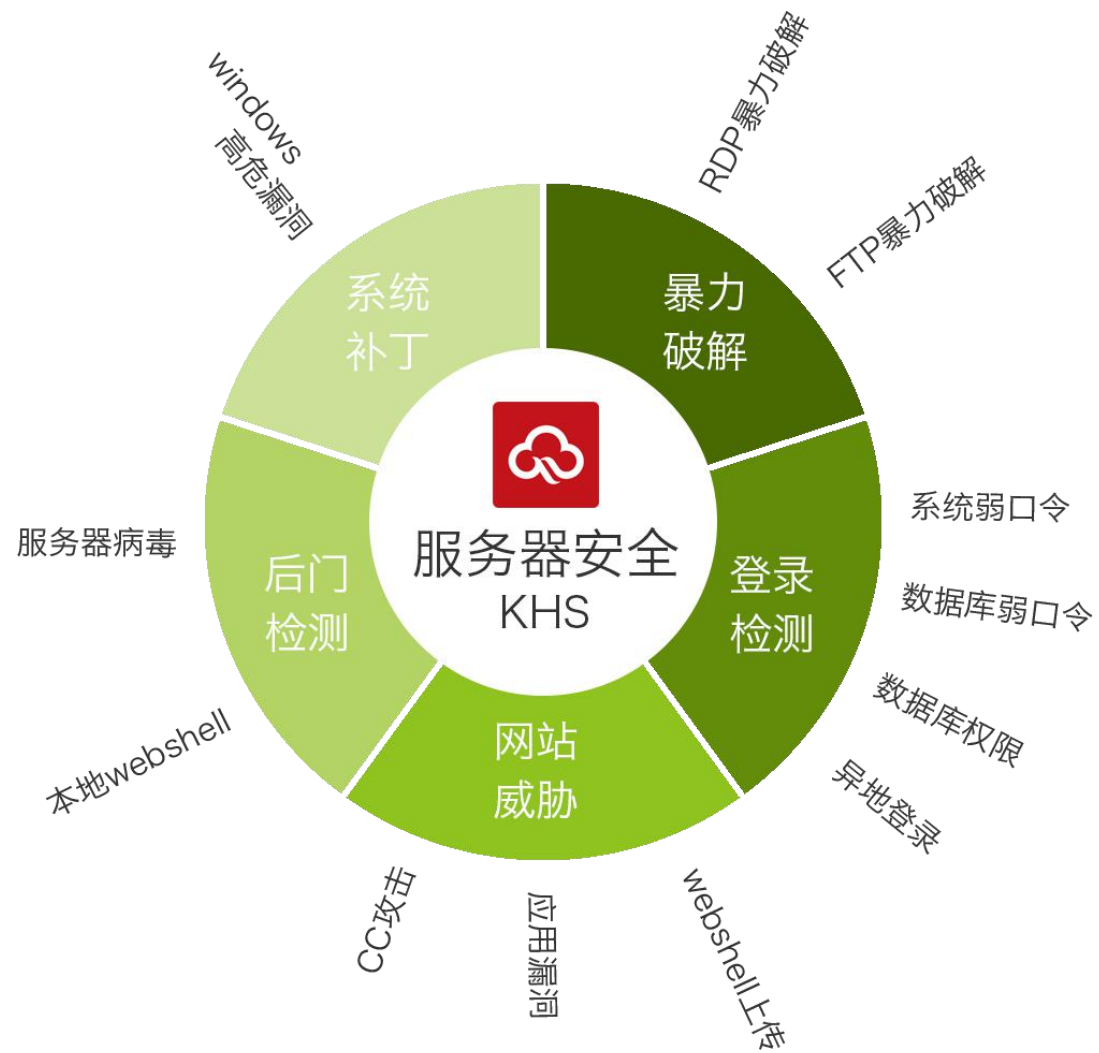 windows
高危漏洞
RDP暴力破解
FTP暴力破解
系统
补丁
暴力
破解
服务器安全
KHS
系统弱口令
数据库弱口令
数据库权限
异地登录
登录
检测
服务器病毒
后门
检测
本地webshell
网站
威胁
CC攻击
应用漏洞
webshell上传